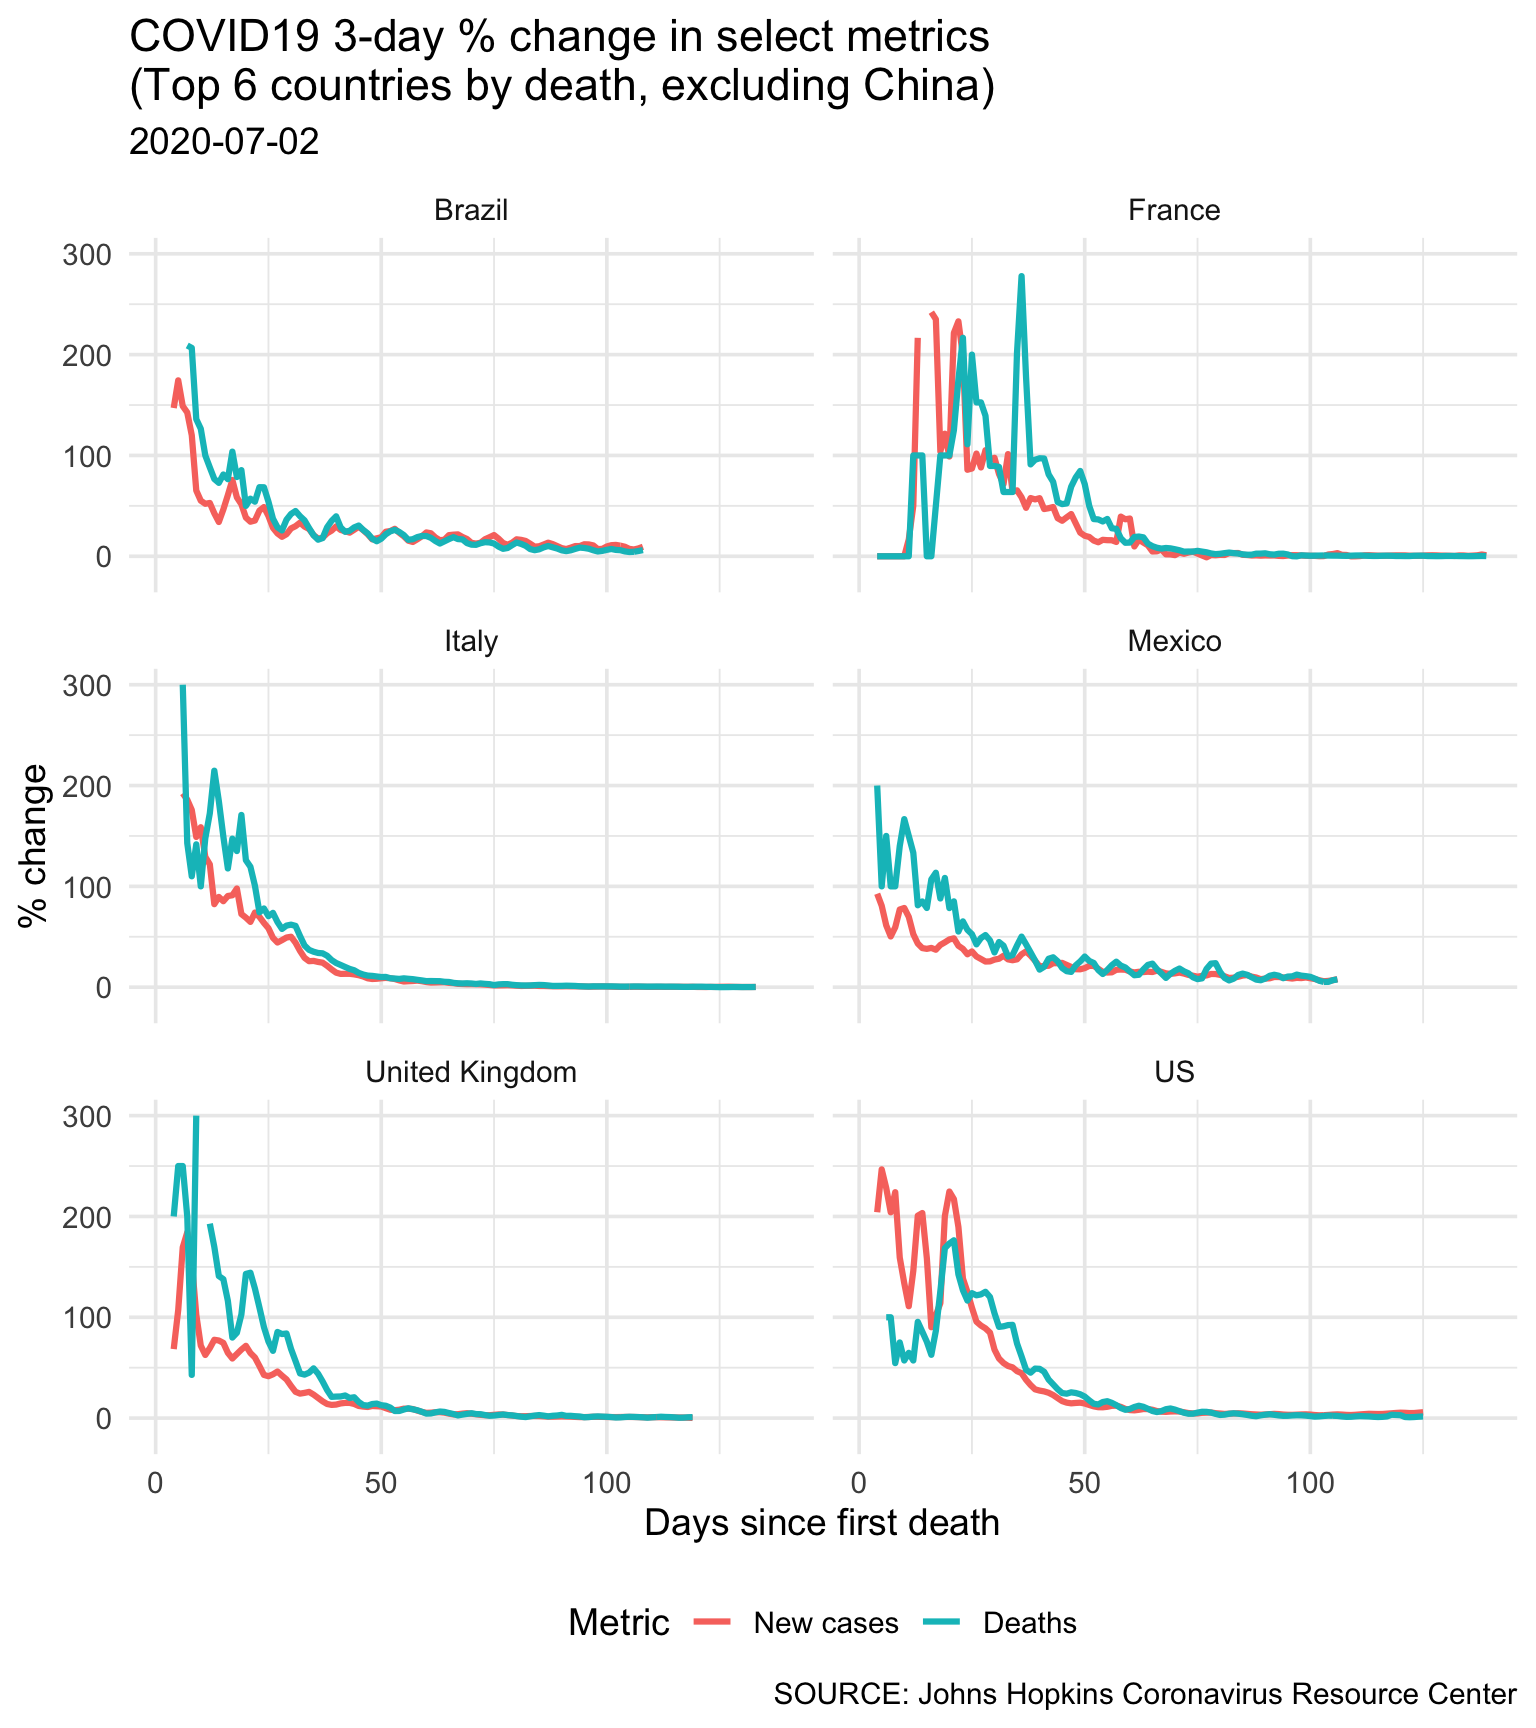 COVID19 3-day % change in select metrics
(Top 6 countries by death, excluding China)
2020-07-02
Brazil
France
300
200
100
0
Italy
Mexico
300
200
100
0
% change
United Kingdom
US
300
200
100
0
0 50 100
0 50 100
Days since first death
Metric New cases Deaths
SOURCE: Johns Hopkins Coronavirus Resource Center